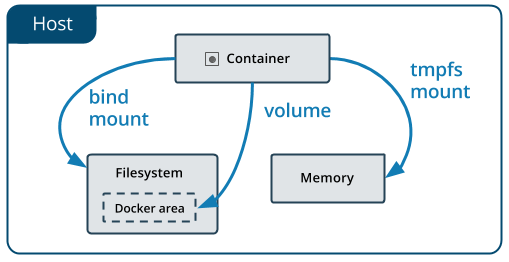 Host
Container
bind
mount
volume
tmpfs
mount
Filesystem
Docker area
Memory